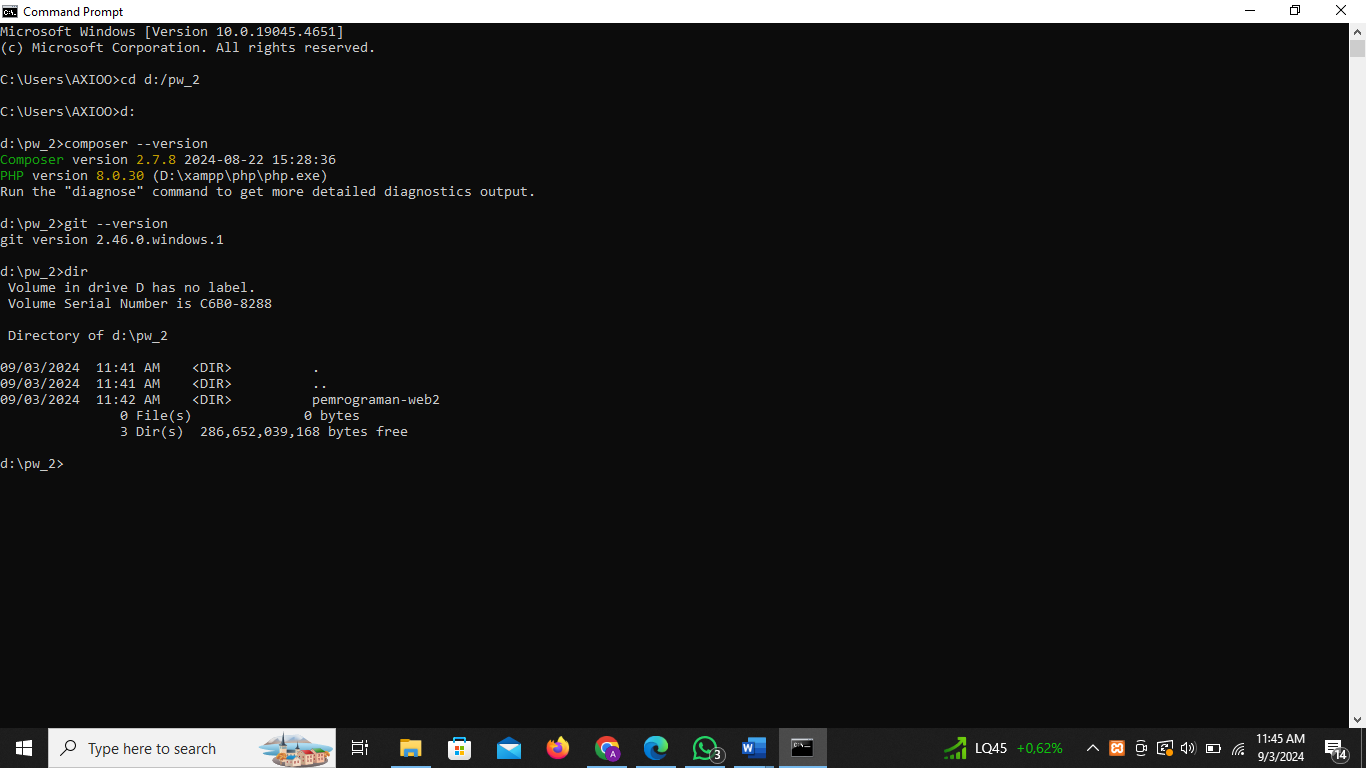 Command Prompt
Microsoft Windows [Version 10.0.19045.4651]
(c) Microsoft Corporation. All rights reserved.
C:\Users\AXIOO>cd d:/pw_2
C:\Users\AXIOO>d:
d:\pw_2>composer --version
Composer version 2.7.8 2024-08-22 15:28:36
PHP version 8.0.30 (D:\xampp\php\php.exe)
Run the "diagnose" command to get more detailed diagnostics output.
d:\pw_2>git --version
git version 2.46.0.windows.1
d:\pw_2>dir
 Volume in drive D has no label.
 Volume Serial Number is C6B0-8288
 Directory of d:\pw_2
09/03/2024  11:41 AM    <DIR>          .
09/03/2024  11:41 AM    <DIR>          ..
09/03/2024  11:42 AM    <DIR>          pemrograman-web2
               0 File(s)              0 bytes
               3 Dir(s)  286,652,039,168 bytes free
d:\pw_2>
Type here to search
A
3
W
LQ45 +0,62%
11:45 AM
9/3/2024
14